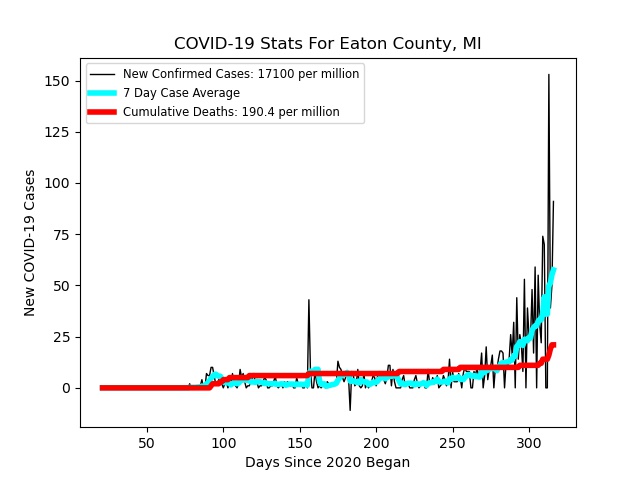 COVID-19 Stats For Eaton County, MI
New Confirmed Cases: 17100 per million
7 Day Case Average
Cumulative Deaths: 190.4 per million
New COVID-19 Cases
150
125
100
75
50
25
0
50 100 150 200 250 300
Days Since 2020 Began